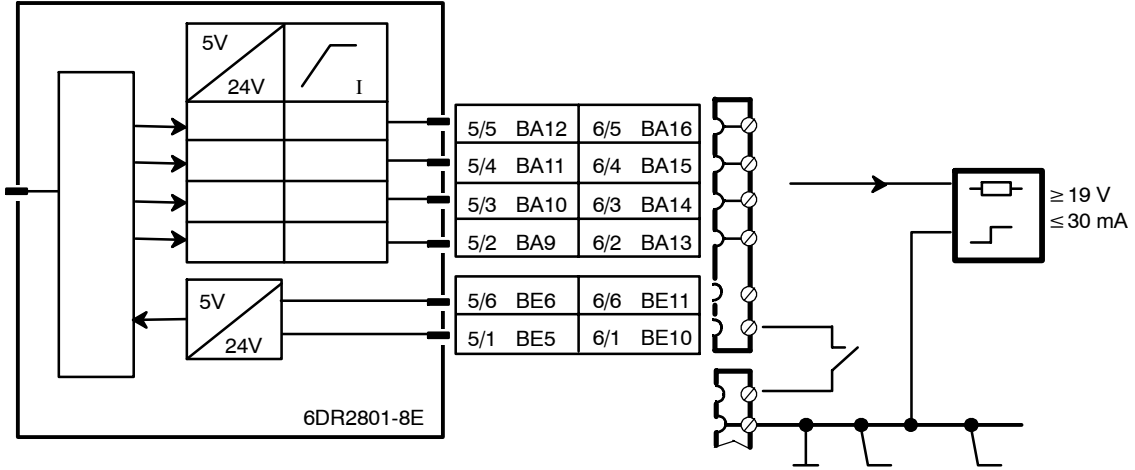 5V
24V
I
5/5 BA12 6/5 BA16
5/4 BA11 6/4 BA15
5/3 BA10 6/3 BA14
5/2 BA9 6/2 BA13
≥ 19 V
≤ 30 mA
5V
24V
5/6 BE6 6/6 BE11
5/1 BE5 6/1 BE10
6DR2801-8E